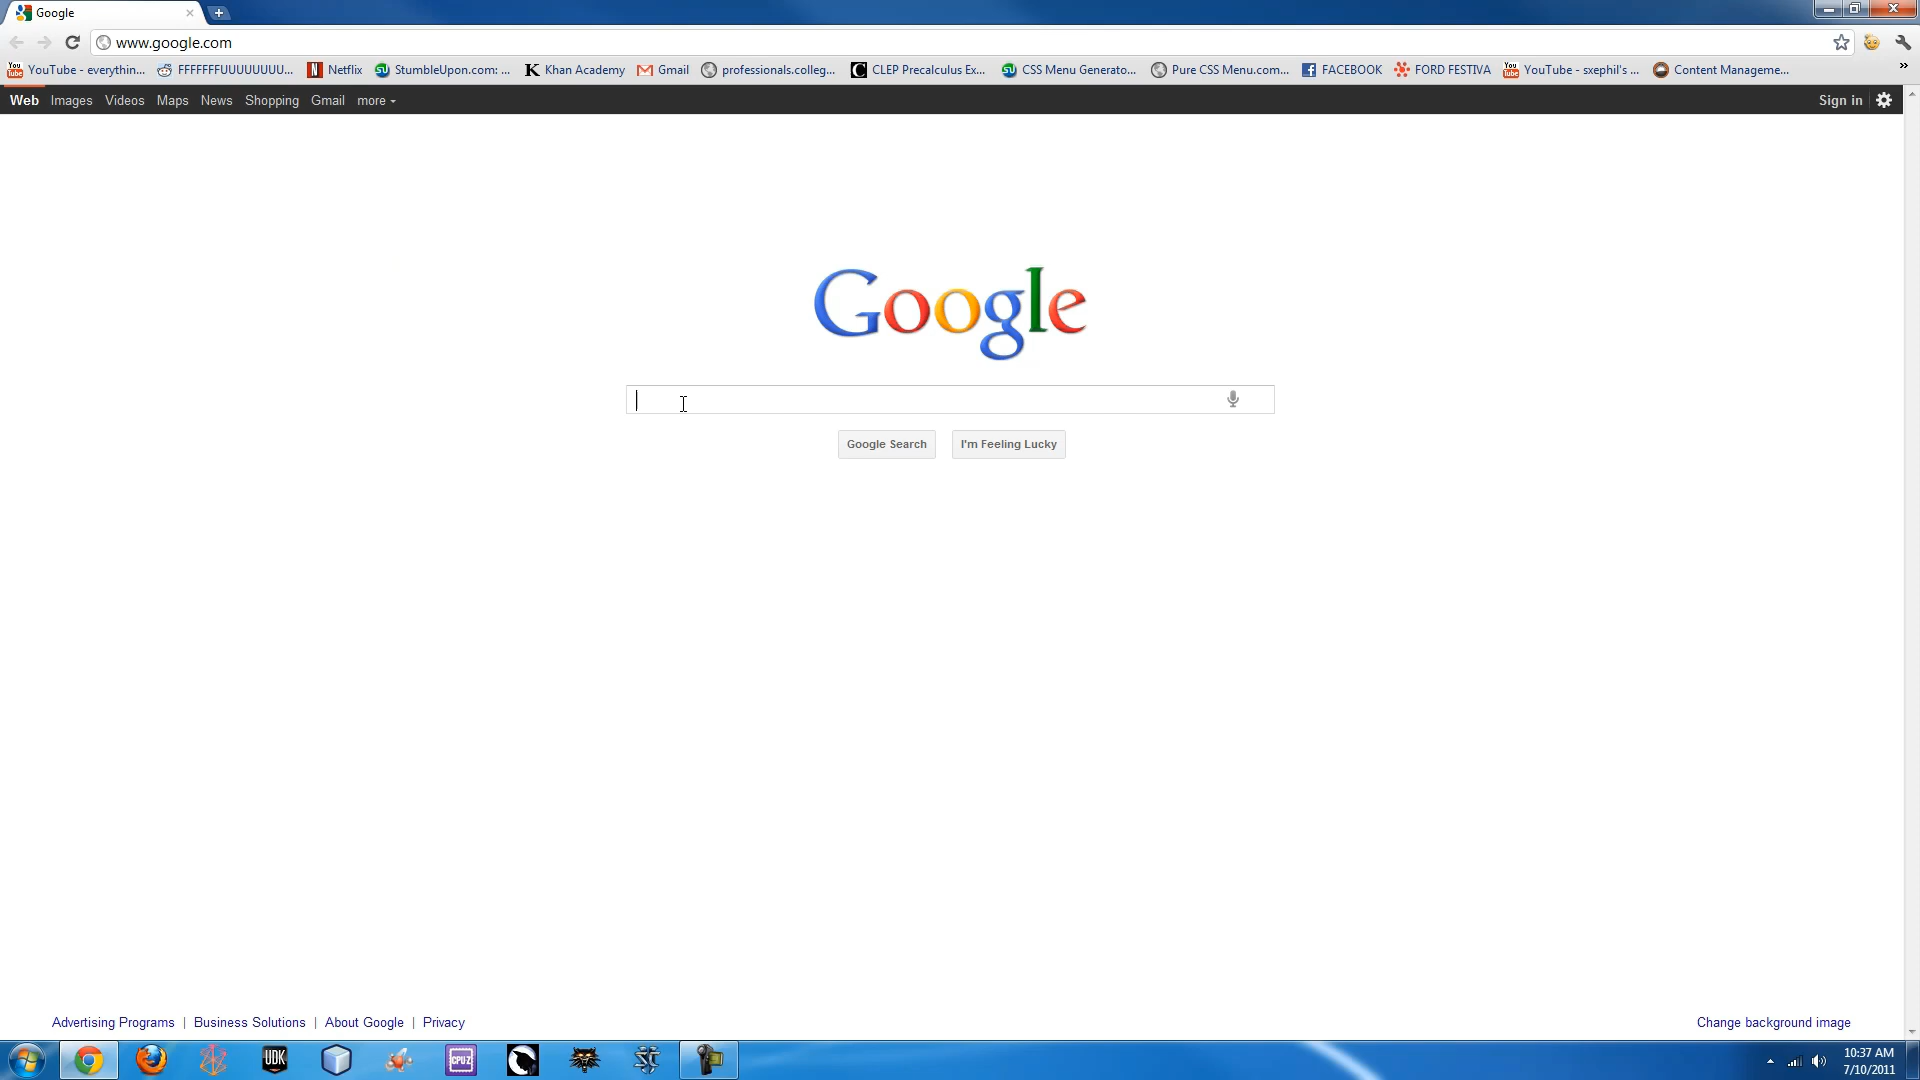 Google
www.google.com
YouTube - everythin... FFFFFFFUUUUUUUU... Netflix StumbleUpon.com: ... Khan Academy Gmail professionals.colleg... CLEP Precalculus Ex... CSS Menu Generato... Pure CSS Menu.com... FACEBOOK FORD FESTIVA YouTube - sxephil's ... Content Manageme... »
Web Images Videos Maps News Shopping Gmail more Sign in
Google
Google Search I'm Feeling Lucky
Advertising Programs | Business Solutions | About Google | Privacy Change background image
UDK CPU Z 10:37 AM
7/10/2011